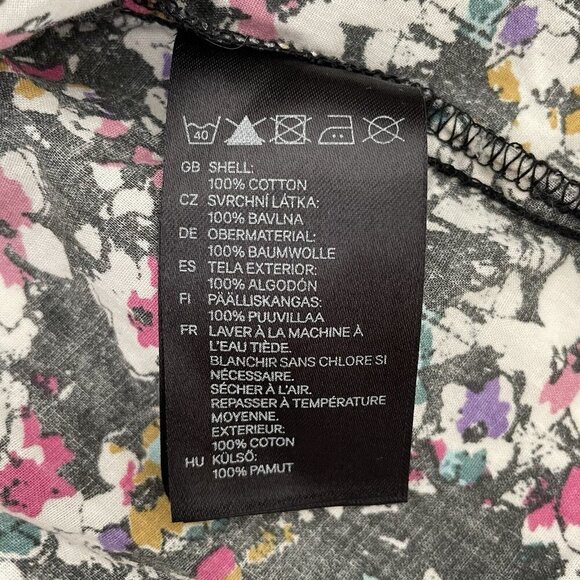 40
GB SHELL:
100% COTTON
CZ SVRCHNÍ LÁTKA:
100% BAVLNA
DE OBERMATERIAL:
100% BAUMWOLLE
ES TELA EXTERIOR:
100% ALGODÓN
FI PÄÄLLISKANGAS:
100% PUUVILLAA
FR LAVER À LA MACHINE À
L'EAU TIÈDE.
BLANCHIR SANS CHLORE SI
NÉCESSAIRE.
SÉCHER À L'AIR.
REPASSER À TEMPÉRATURE
MOYENNE.
EXTERIEUR:
100% COTON
HU KÜLSŐ:
100% PAMUT